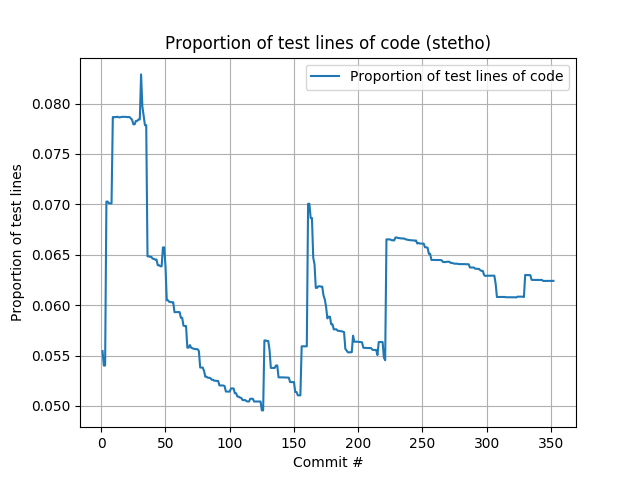 Proportion of test lines of code (stetho)
Proportion of test lines of code
0.080
0.075
0.070
0.065
0.060
0.055
0.050
Proportion of test lines
0 50 100 150 200 250 300 350
Commit #